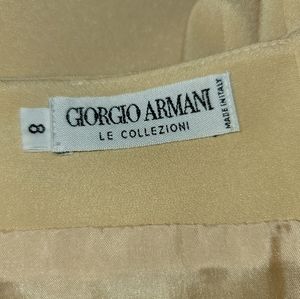 8
GIORGIO ARMANI
LE COLLEZIONI
MADE IN ITALY